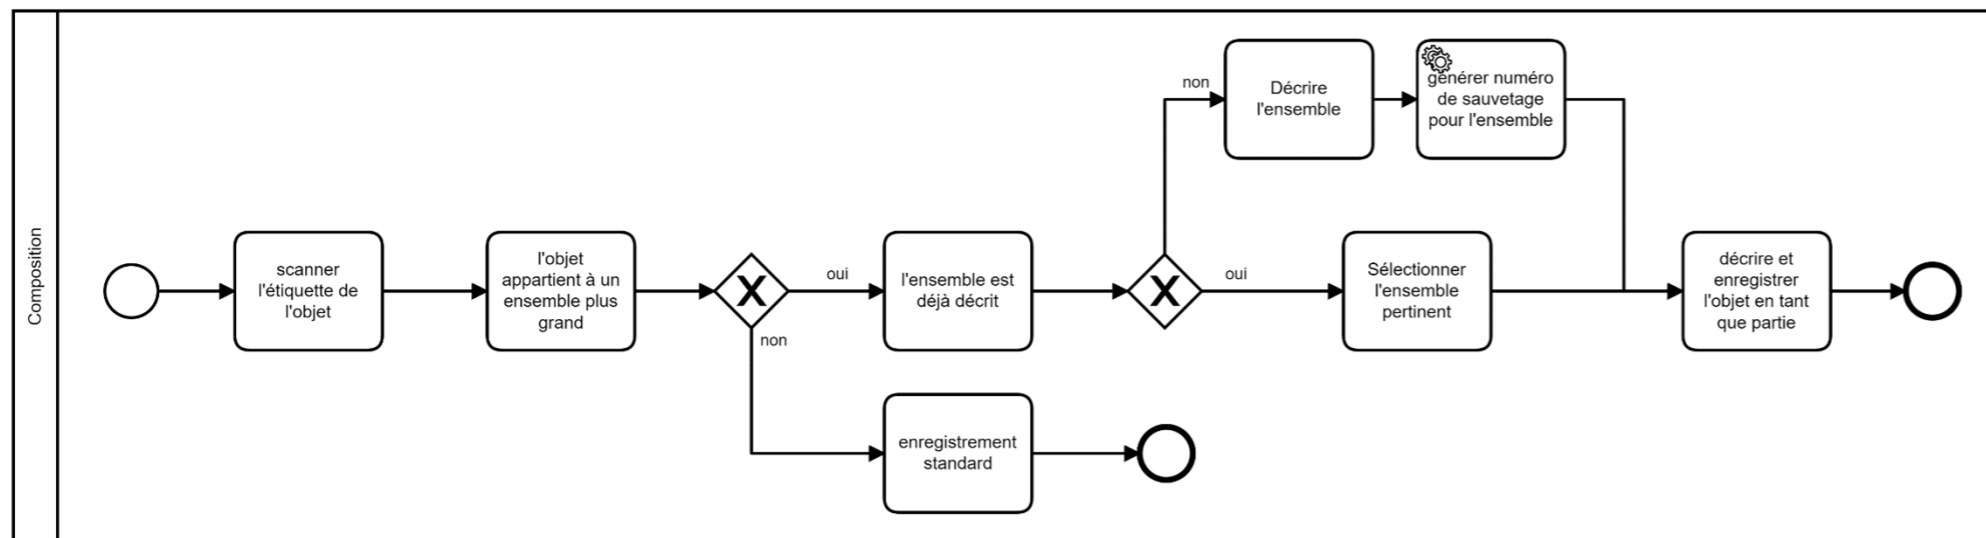 Composition
scanner
l'étiquette de
l'objet
l'objet
appartient à un
ensemble plus
grand
X
oui
non
l'ensemble est
déjà décrit
enregistrement
standard
X
non
oui
Décrire
l'ensemble
générer numéro
de sauvetage
pour l'ensemble
Sélectionner
l'ensemble
pertinent
décrire et
enregistrer
l'objet en tant
que partie